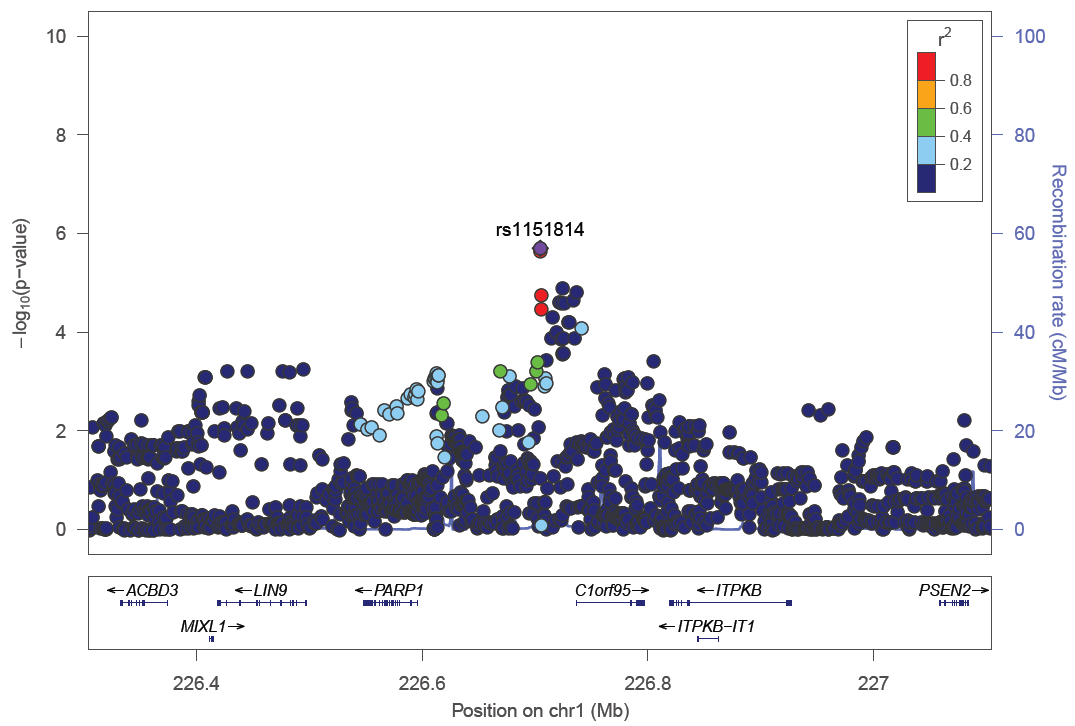 10
8
6
4
2
0
−log10(p−value)
100
80
60
40
20
0
Recombination rate (cM/Mb)
r2
0.8
0.6
0.4
0.2
rs1151814
←ACBD3
←LIN9
←PARP1
C1orf95→
←ITPKB
PSEN2→
MIXL1→
←ITPKB−IT1
226.4
226.6
226.8
227
Position on chr1 (Mb)